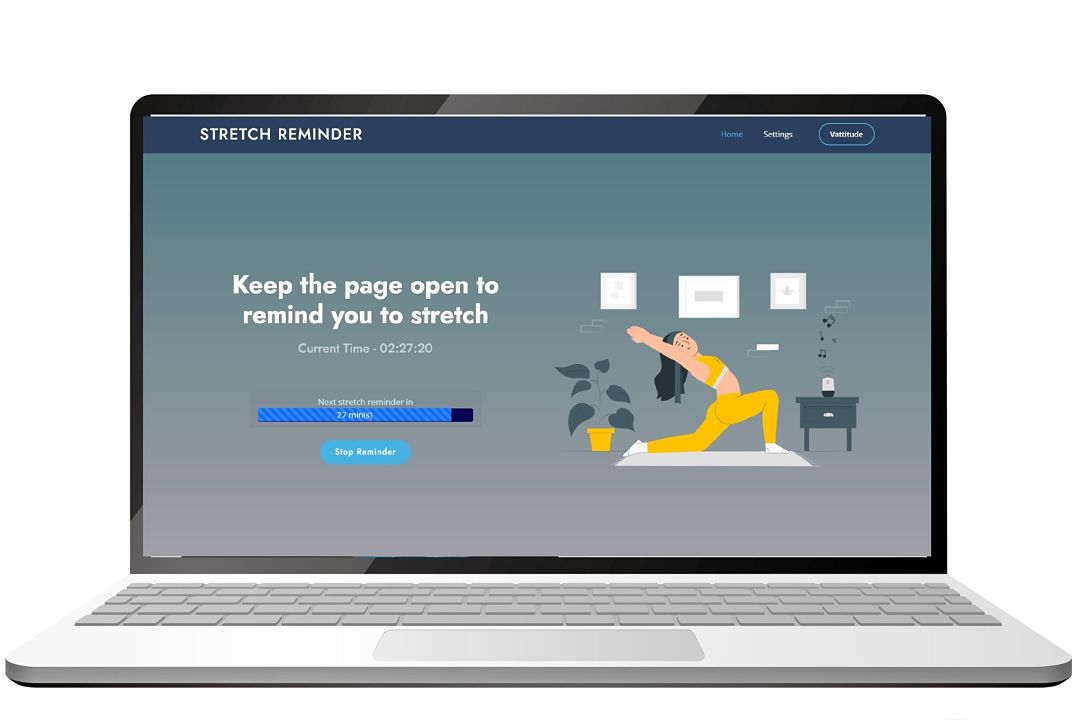 STRETCH REMINDER
Home Settings Vattitude
Keep the page open to
remind you to stretch
Current Time - 02:27:20
Next stretch reminder in
27 min(s)
Stop Reminder